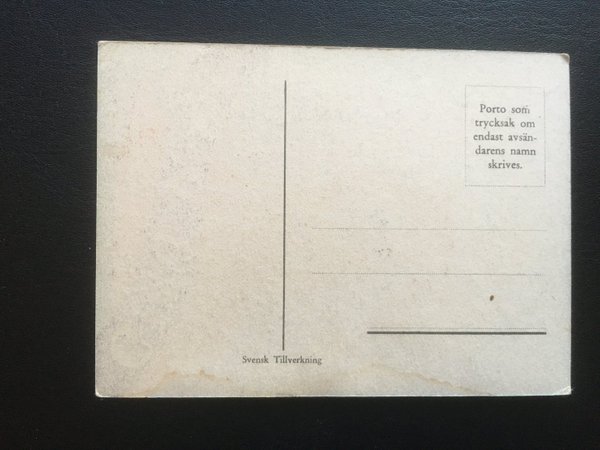 Porto som
trycksak om
endast avsän-
darens namn
skrives.
Svensk Tillverkning